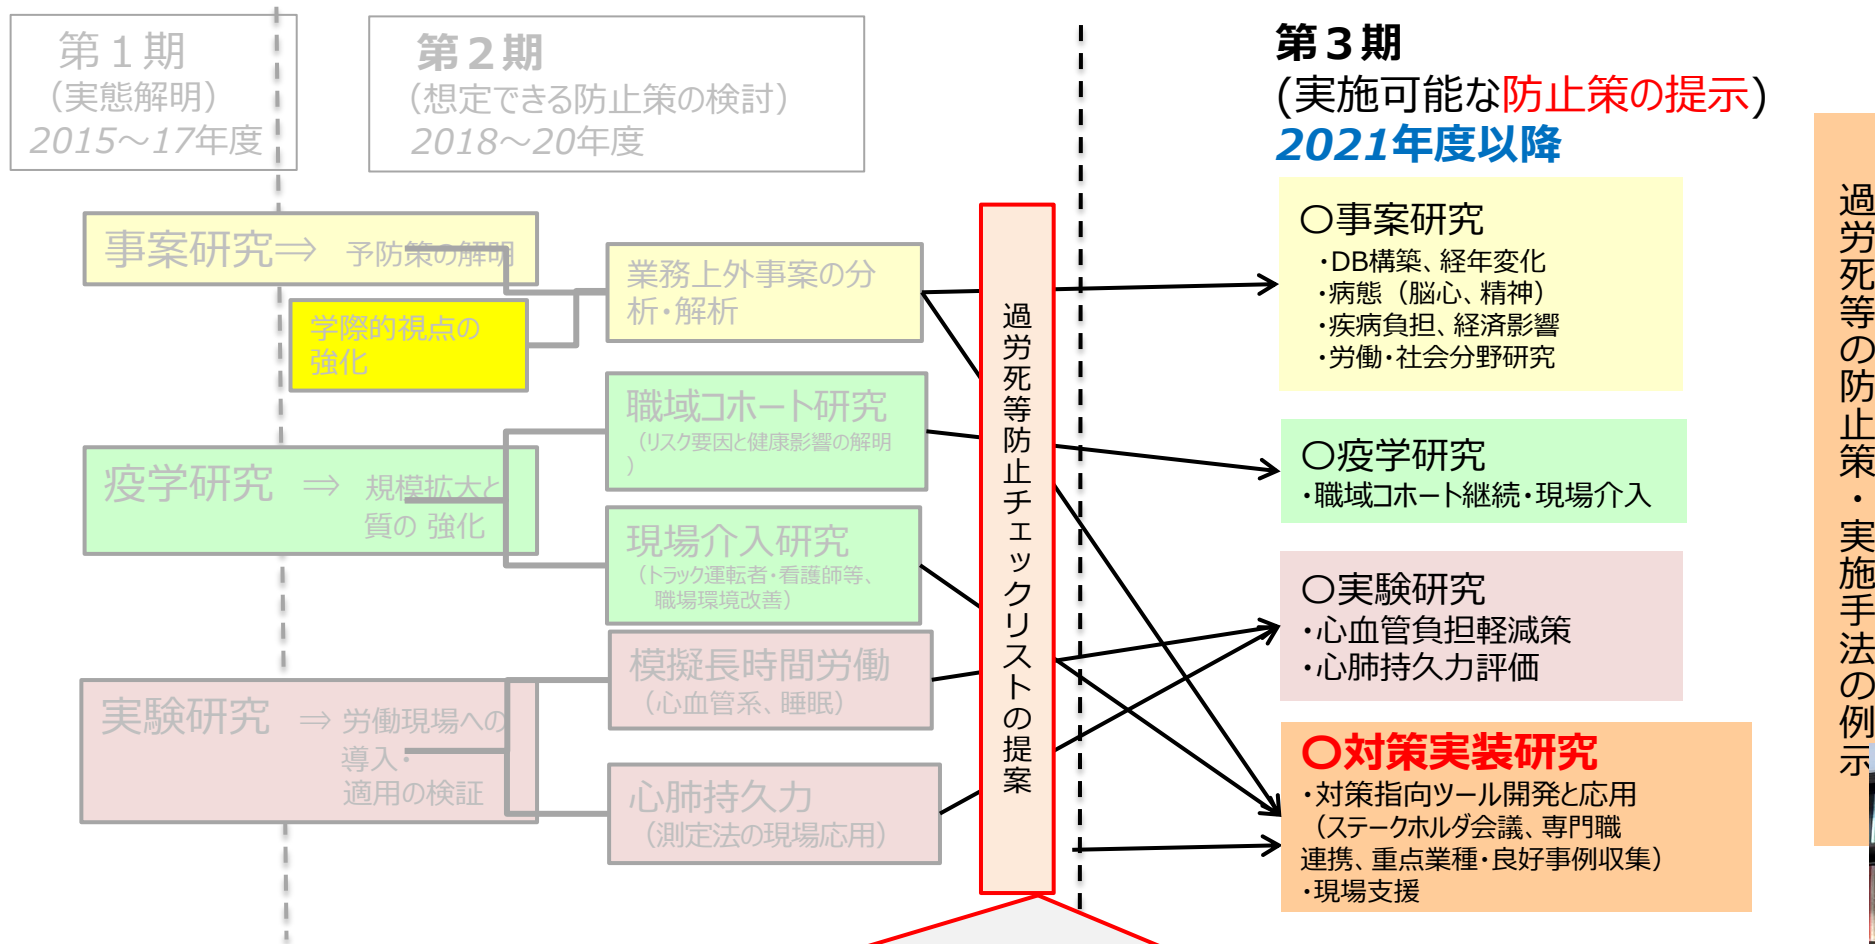 第１期
（実態解明）
2015～17年度
第２期
（想定できる防止策の検討）
2018～20年度
第３期
(実施可能な防止策の提示)
2021年度以降
事案研究⇒ 予防策の解明
学際的視点の
強化
業務上外事案の分
析・解析
疫学研究 ⇒ 規模拡大と
質の 強化
職域コホート研究
（リスク要因と健康影響の解明
）
現場介入研究
（トラック運転者・看護師等、
職場環境改善）
実験研究 ⇒ 労働現場への
導入・
適用の検証
模擬長時間労働
（心血管系、睡眠）
心肺持久力
（測定法の現場応用）
過労死等防止チェックリストの提案
〇事案研究
・DB構築、経年変化
・病態（脳心、精神）
・疾病負担、経済影響
・労働・社会分野研究
〇疫学研究
・職域コホート継続・現場介入
〇実験研究
・心血管負担軽減策
・心肺持久力評価
〇対策実装研究
・対策指向ツール開発と応用
（ステークホルダ会議、専門職
連携、重点業種・良好事例収集）
・現場支援
過労死等の防止策・実施手法の例示